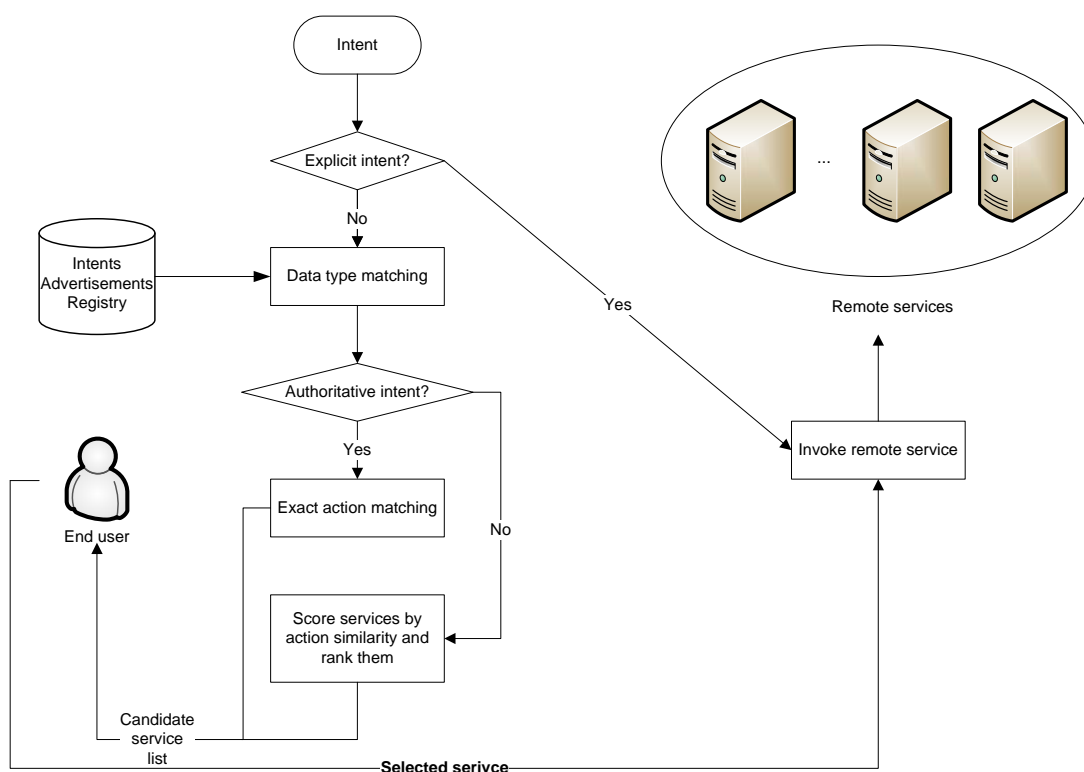 Intent
Explicit intent?
...
No
Intents
Advertisements
Registry
Data type matching
Yes
Remote services
Authoritative intent?
Yes
Invoke remote service
Exact action matching
No
End user
Score services by
action similarity and
rank them
Candidate
service
list
Selected serivce